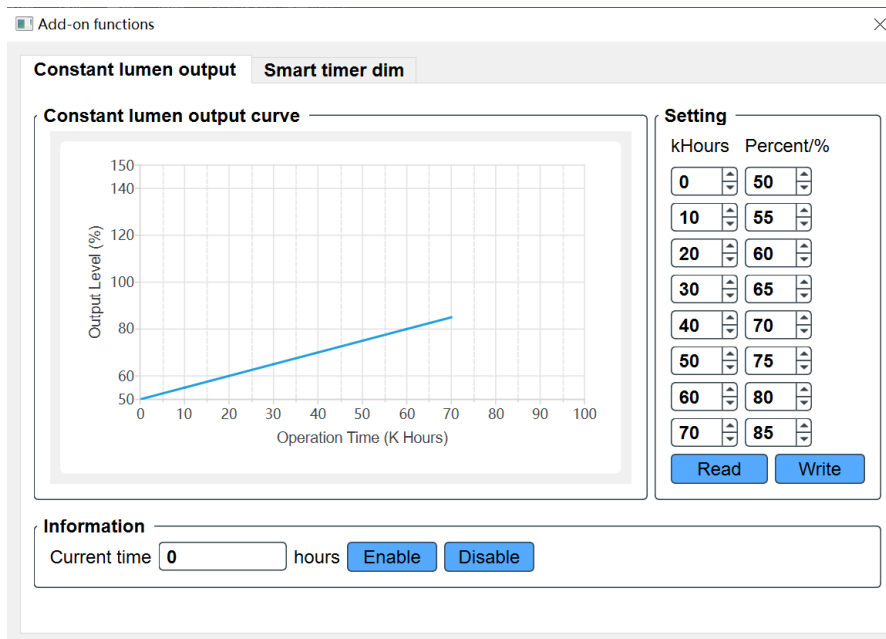 Add-on functions
Constant lumen output
Smart timer dim
Constant lumen output curve
150
140
120
100
80
60
50
0 10 20 30 40 50 60 70 80 90 100
Output Level (%)
Operation Time (K Hours)
Setting
kHours Percent/%
0 50
10 55
20 60
30 65
40 70
50 75
60 80
70 85
Read Write
Information
Current time 0 hours Enable Disable